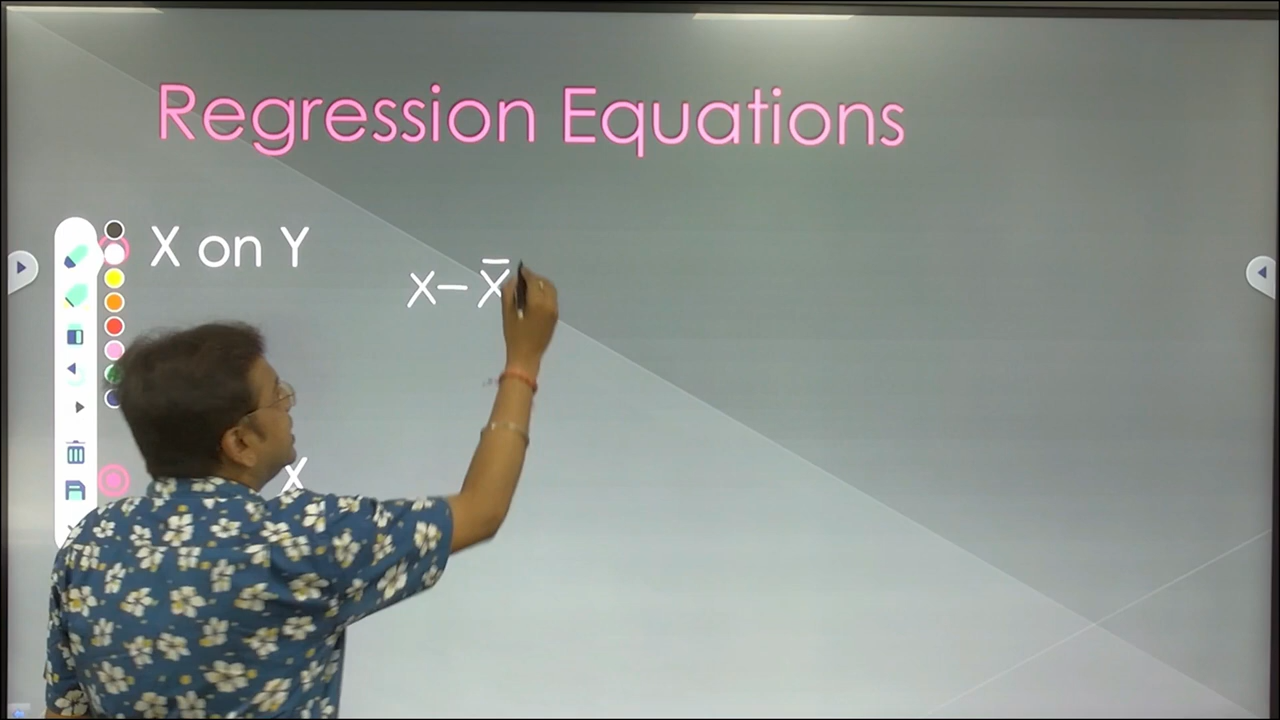 Regression Equations
X on Y
X – X̅
X